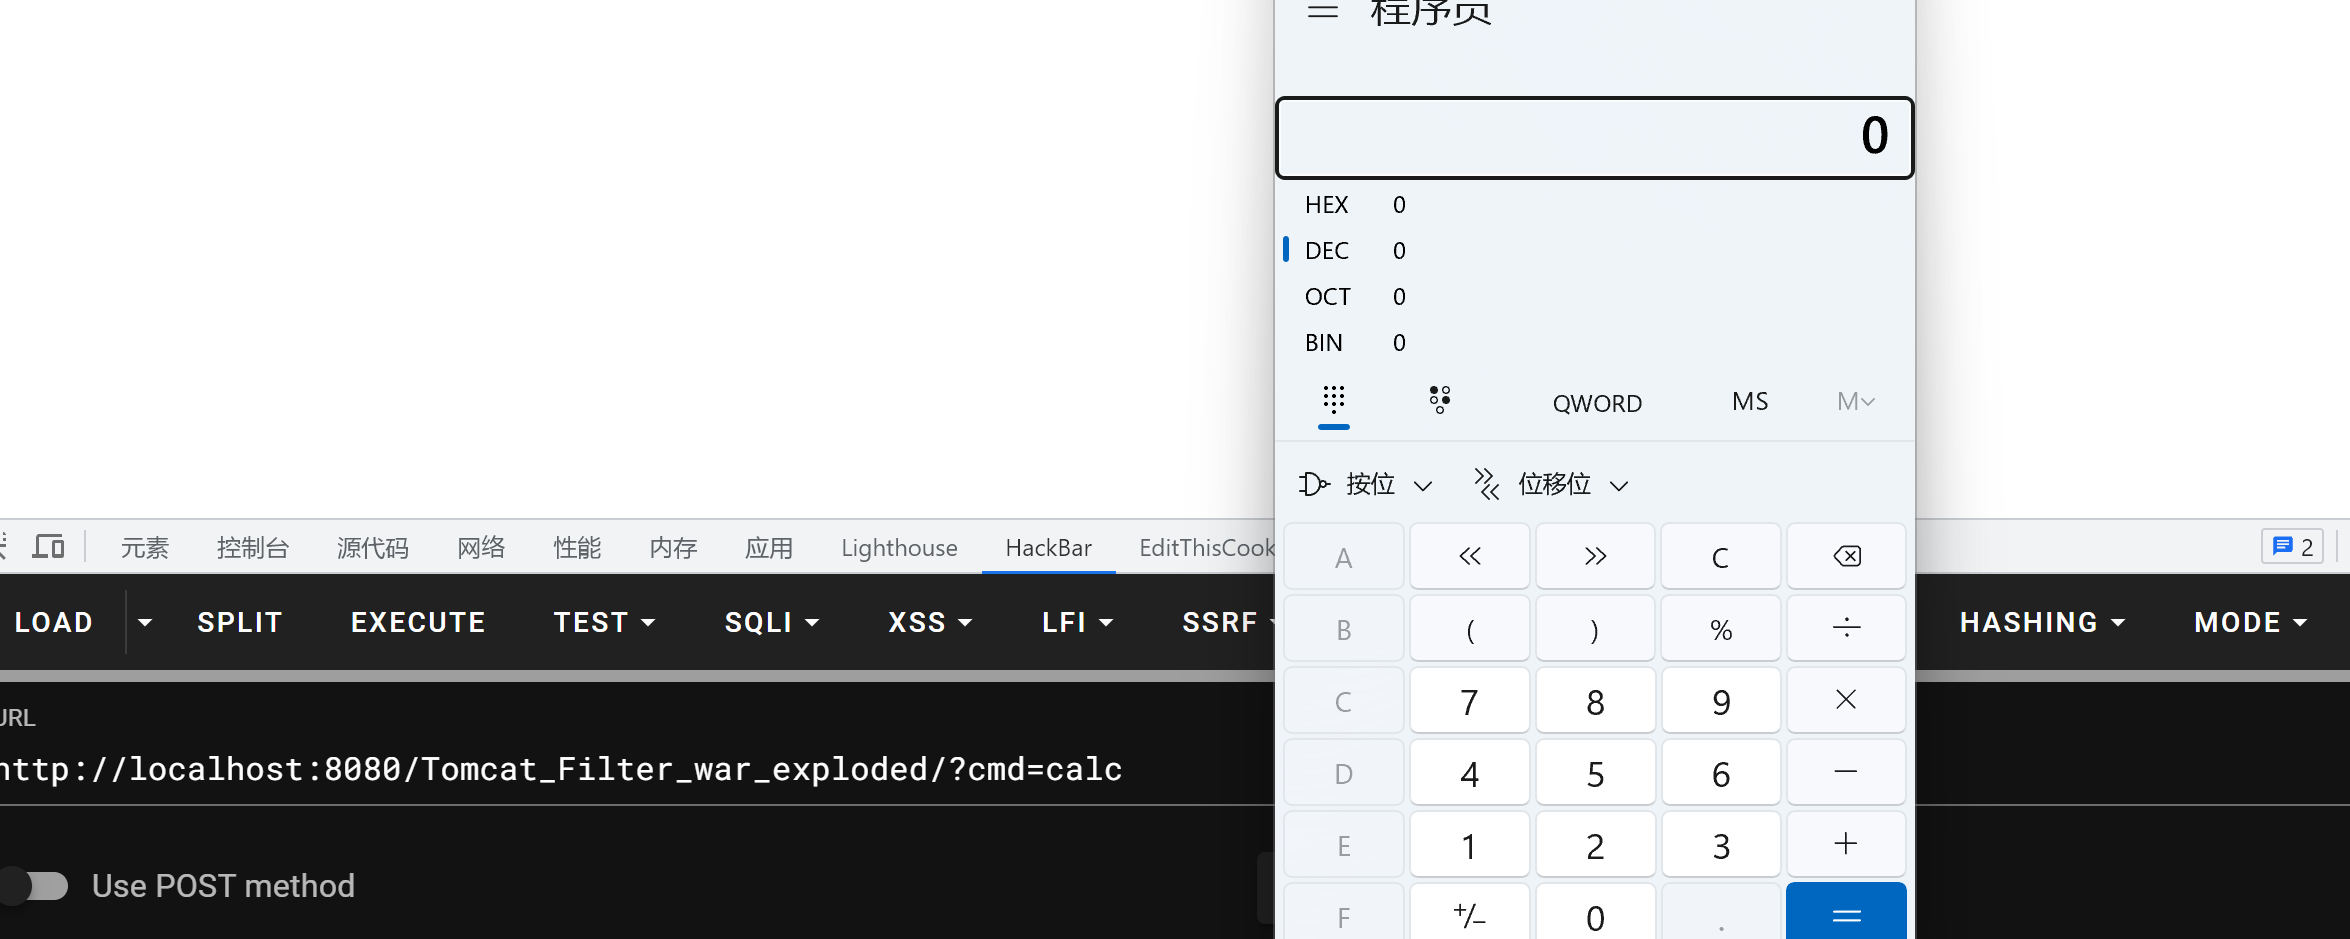 程序员
0
HEX 0
DEC 0
OCT 0
BIN 0
QWORD MS M
按位 位移位
元素 控制台 源代码 网络 性能 内存 应用 Lighthouse HackBar EditThisCook 2
A << >> C
LOAD SPLIT EXECUTE TEST SQLI XSS LFI SSRF HASHING MODE
B ( ) % ÷
C 7 8 9 ×
URL
http://localhost:8080/Tomcat_Filter_war_exploded/?cmd=calc
D 4 5 6 −
E 1 2 3 +
Use POST method
F +/− 0 . =